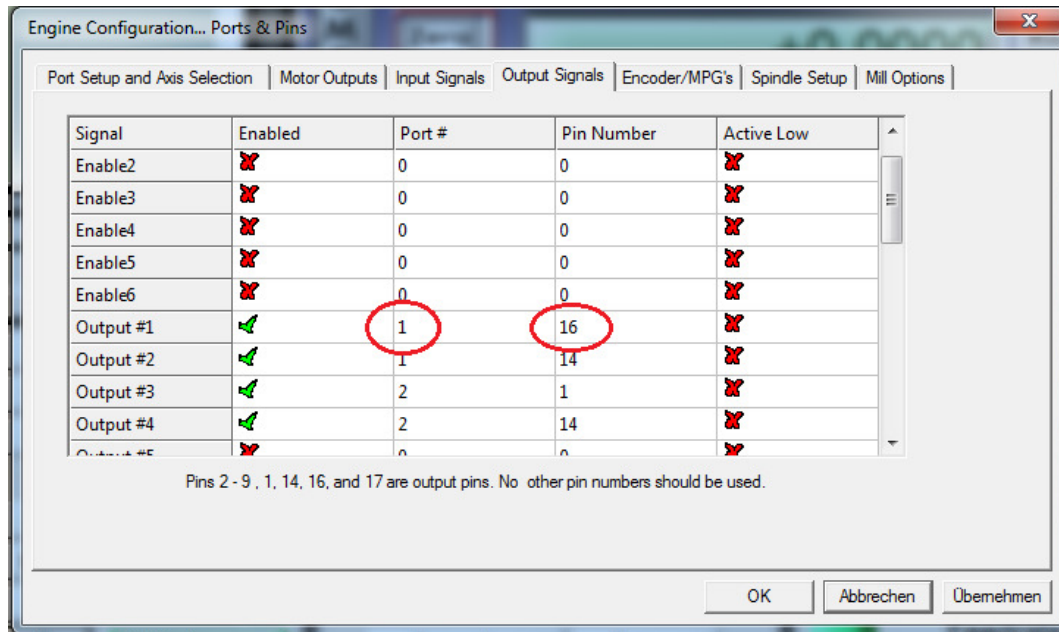 Engine Configuration... Ports & Pins
Port Setup and Axis Selection Motor Outputs Input Signals Output Signals Encoder/MPG's Spindle Setup Mill Options
Signal Enabled Port # Pin Number Active Low
Enable2 0 0
Enable3 0 0
Enable4 0 0
Enable5 0 0
Enable6 0 0
Output #1 1 16
Output #2 1 14
Output #3 2 1
Output #4 2 14
Output #5 0 0
Pins 2 - 9 , 1, 14, 16, and 17 are output pins. No other pin numbers should be used.
OK Abbrechen Übernehmen